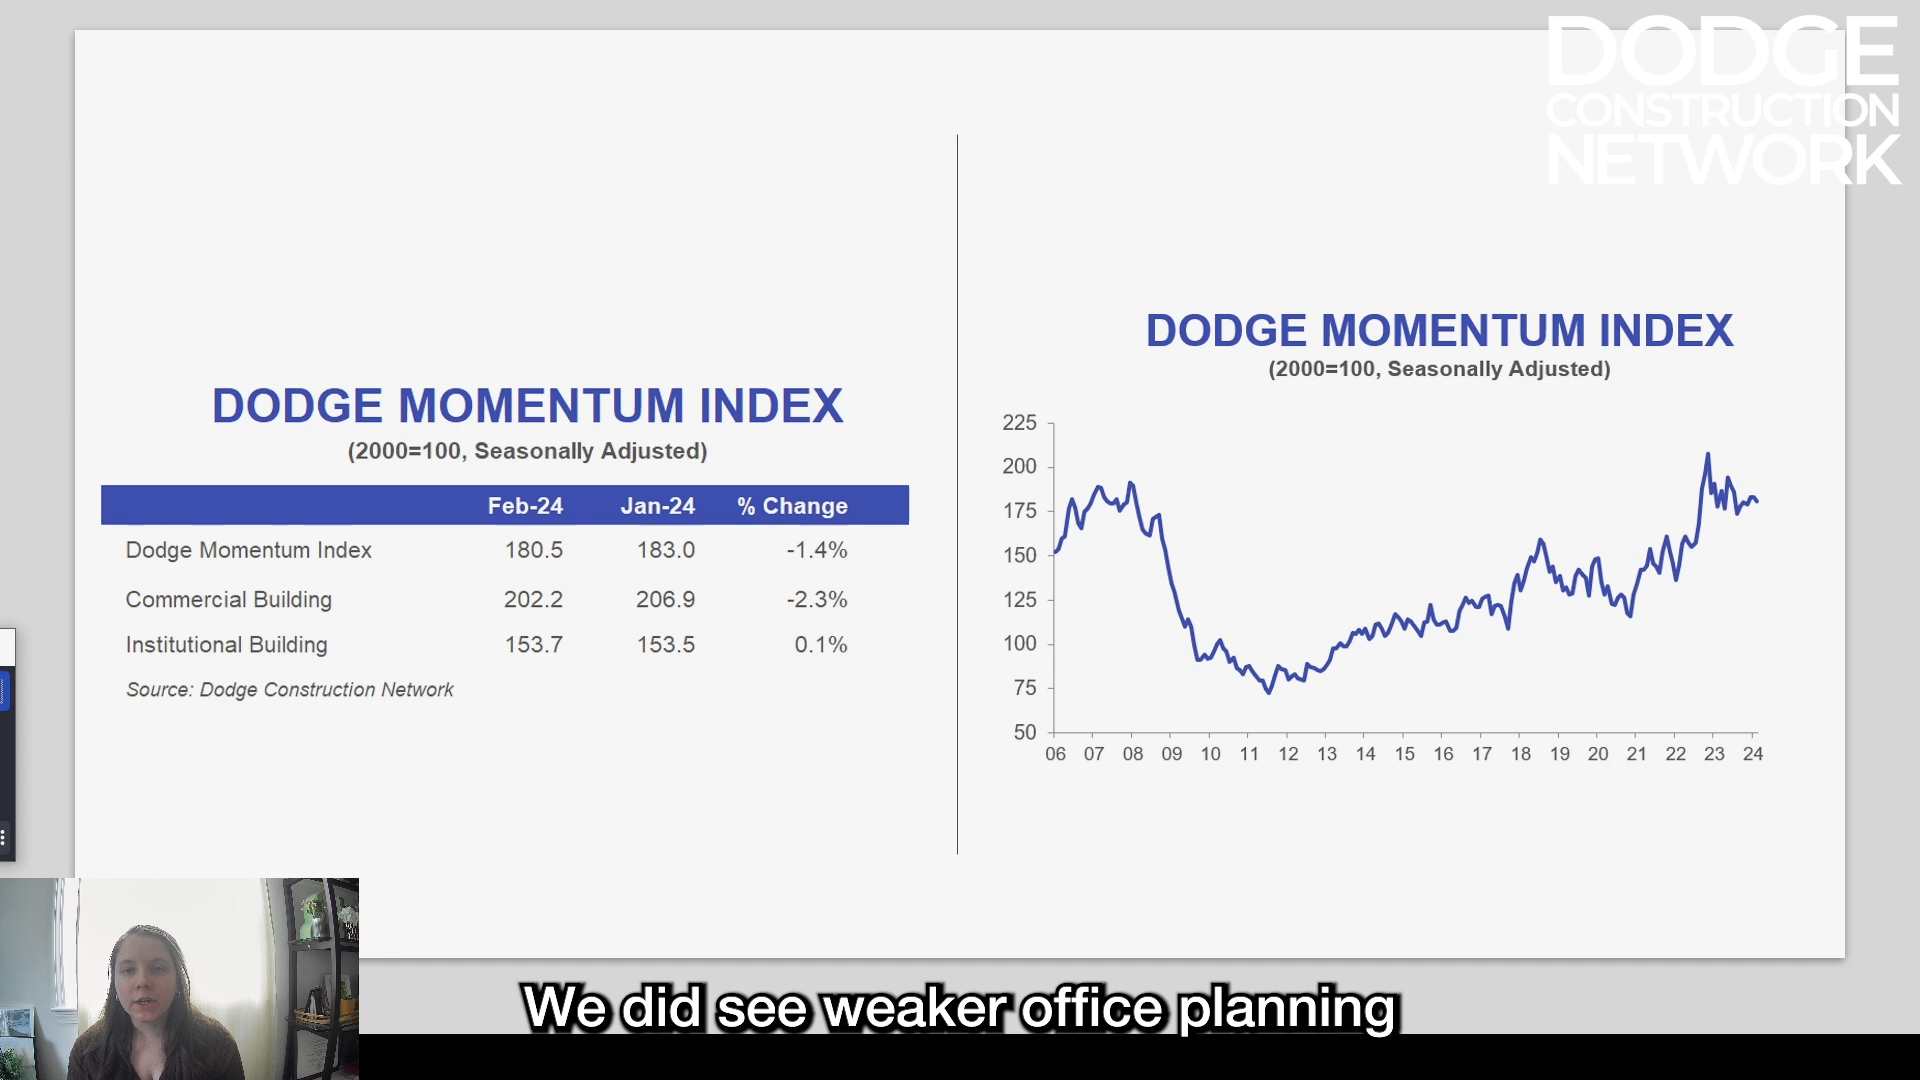 DODGE
CONSTRUCTION
NETWORK
DODGE MOMENTUM INDEX
(2000=100, Seasonally Adjusted)
Feb-24 Jan-24 % Change
Dodge Momentum Index 180.5 183.0 -1.4%
Commercial Building 202.2 206.9 -2.3%
Institutional Building 153.7 153.5 0.1%
Source: Dodge Construction Network
DODGE MOMENTUM INDEX
(2000=100, Seasonally Adjusted)
225
200
175
150
125
100
75
50
06 07 08 09 10 11 12 13 14 15 16 17 18 19 20 21 22 23 24
We did see weaker office planning